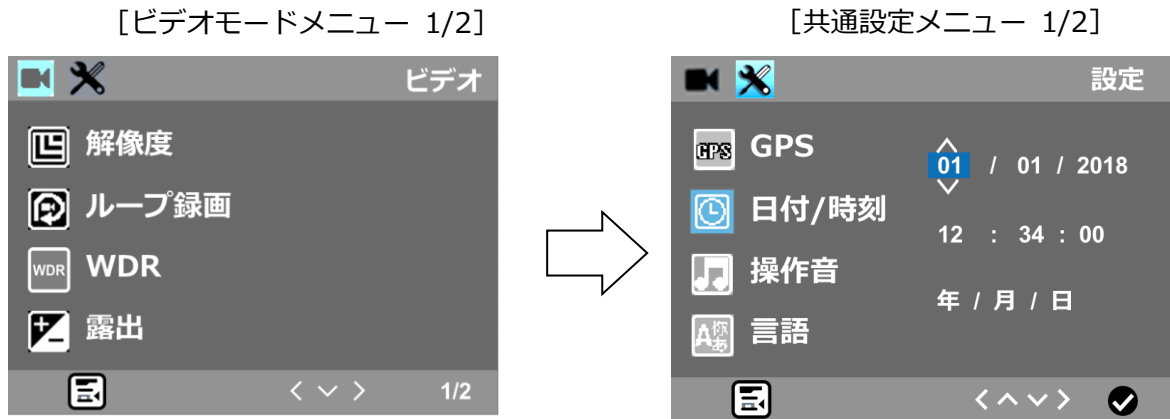 [ビデオモードメニュー 1/2]
ビデオ
解像度
ループ録画
WDR WDR
露出
1/2
[共通設定メニュー 1/2]
設定
GPS GPS
日付/時刻
操作音
A你あ 言語
01 / 01 / 2018
12 : 34 : 00
年 / 月 / 日